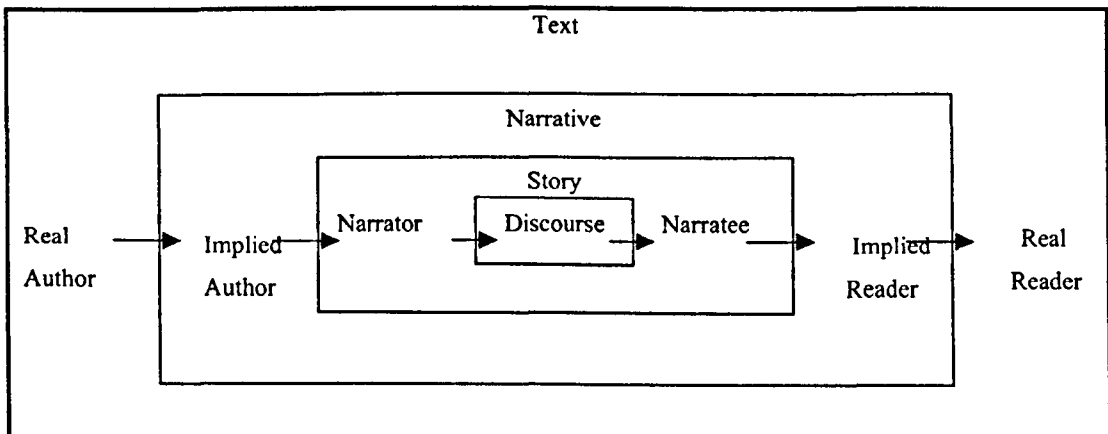 Text
Narrative
Story
Narrator Discourse Narratee
Real Implied Implied Real
Author Author Reader Reader